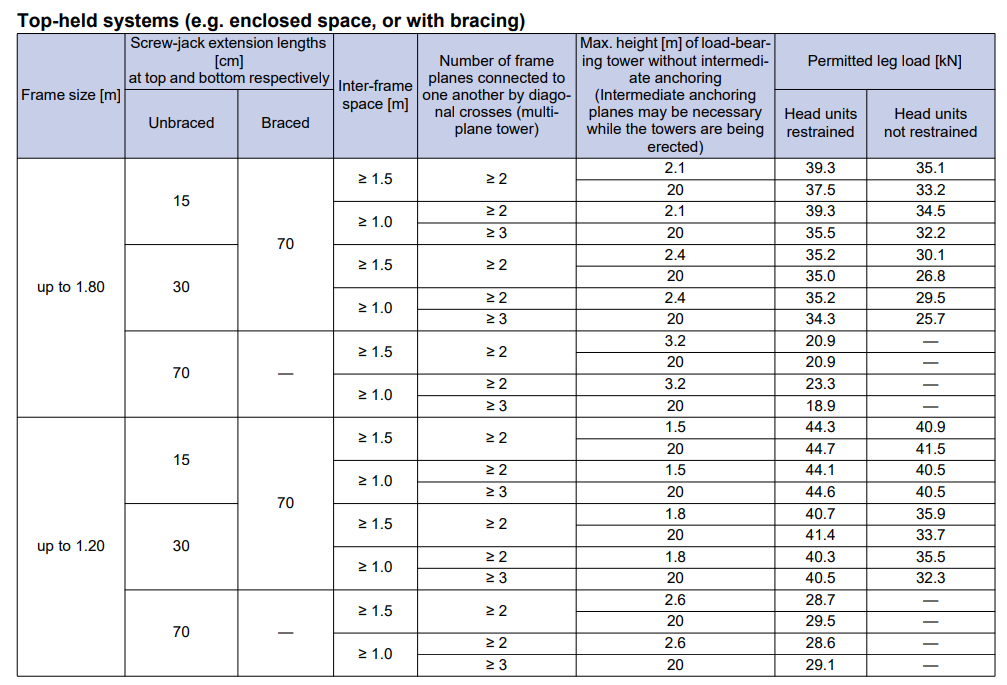 Top-held systems (e.g. enclosed space, or with bracing)
Frame size [m]
Screw-jack extension lengths
[cm]
at top and bottom respectively
Unbraced
Braced
Inter-frame
space [m]
Number of frame
planes connected to
one another by diago-
nal crosses (multi-
plane tower)
Max. height [m] of load-bear-
ing tower without intermedi-
ate anchoring
(Intermediate anchoring
planes may be necessary
while the towers are being
erected)
Permitted leg load [kN]
Head units
restrained
Head units
not restrained
up to 1.80
15
70
≥ 1.5
≥ 2
2.1 39.3 35.1
20 37.5 33.2
≥ 1.0
≥ 2 2.1 39.3 34.5
≥ 3 20 35.5 32.2
30
≥ 1.5
≥ 2
2.4 35.2 30.1
20 35.0 26.8
≥ 1.0
≥ 2 2.4 35.2 29.5
≥ 3 20 34.3 25.7
70
—
≥ 1.5
≥ 2
3.2 20.9 —
20 20.9 —
≥ 1.0
≥ 2 3.2 23.3 —
≥ 3 20 18.9 —
up to 1.20
15
70
≥ 1.5
≥ 2
1.5 44.3 40.9
20 44.7 41.5
≥ 1.0
≥ 2 1.5 44.1 40.5
≥ 3 20 44.6 40.5
30
≥ 1.5
≥ 2
1.8 40.7 35.9
20 41.4 33.7
≥ 1.0
≥ 2 1.8 40.3 35.5
≥ 3 20 40.5 32.3
70
—
≥ 1.5
≥ 2
2.6 28.7 —
20 29.5 —
≥ 1.0
≥ 2 2.6 28.6 —
≥ 3 20 29.1 —